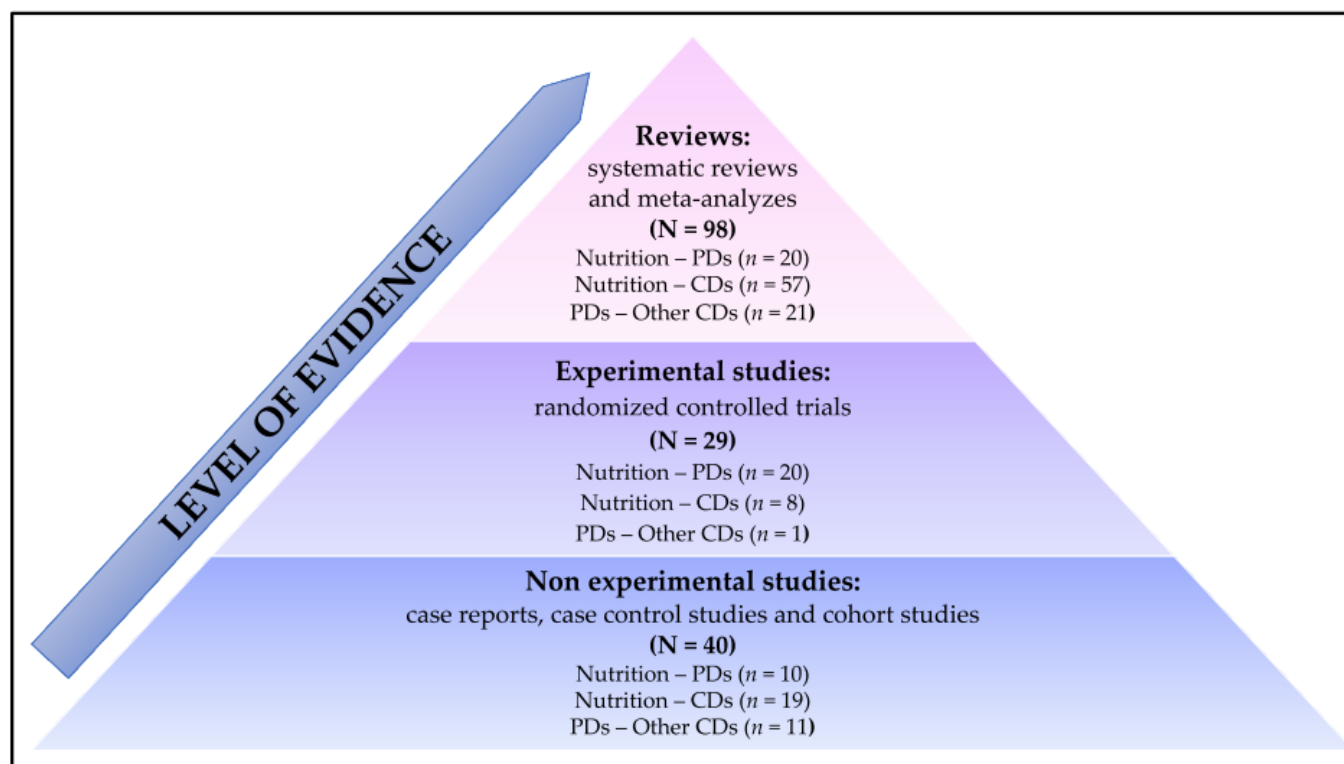 LEVEL OF EVIDENCE
Reviews:
systematic reviews
and meta-analyzes
(N = 98)
Nutrition – PDs (n = 20)
Nutrition – CDs (n = 57)
PDs – Other CDs (n = 21)
Experimental studies:
randomized controlled trials
(N = 29)
Nutrition – PDs (n = 20)
Nutrition – CDs (n = 8)
PDs – Other CDs (n = 1)
Non experimental studies:
case reports, case control studies and cohort studies
(N = 40)
Nutrition – PDs (n = 10)
Nutrition – CDs (n = 19)
PDs – Other CDs (n = 11)